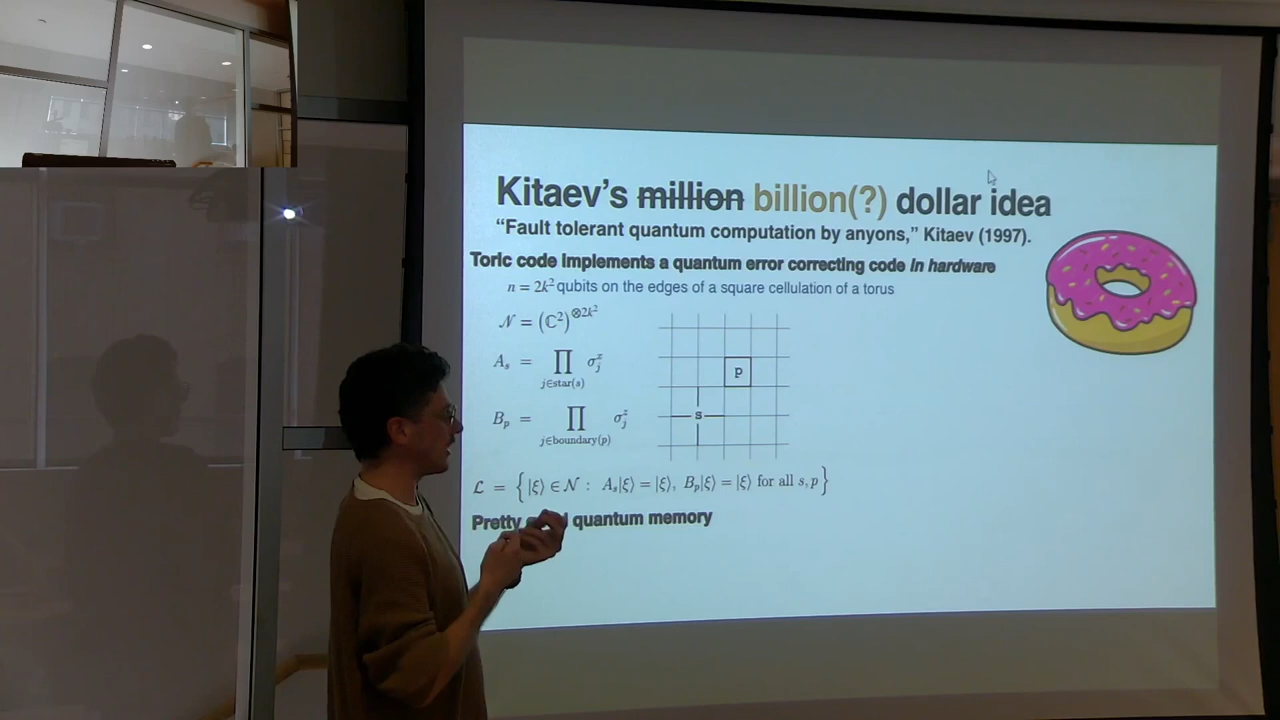 Kitaev's million billion(?) dollar idea
“Fault tolerant quantum computation by anyons,” Kitaev (1997).
Toric code implements a quantum error correcting code in hardware
n = 2k² qubits on the edges of a square cellulation of a torus
𝒩 = (ℂ²)^{⊗2k²}
A_s = ∏_{j∈star(s)} σ_j^x
p
s
B_p = ∏_{j∈boundary(p)} σ_j^z
ℒ = { |ξ⟩ ∈ 𝒩 : A_s|ξ⟩ = |ξ⟩, B_p|ξ⟩ = |ξ⟩ for all s, p }
Pretty quantum memory